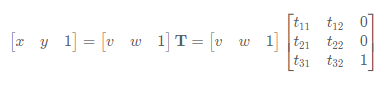 [x y 1] = [v w 1] T = [v w 1] [t₁₁ t₁₂ 0
t₂₁ t₂₂ 0
t₃₁ t₃₂ 1]